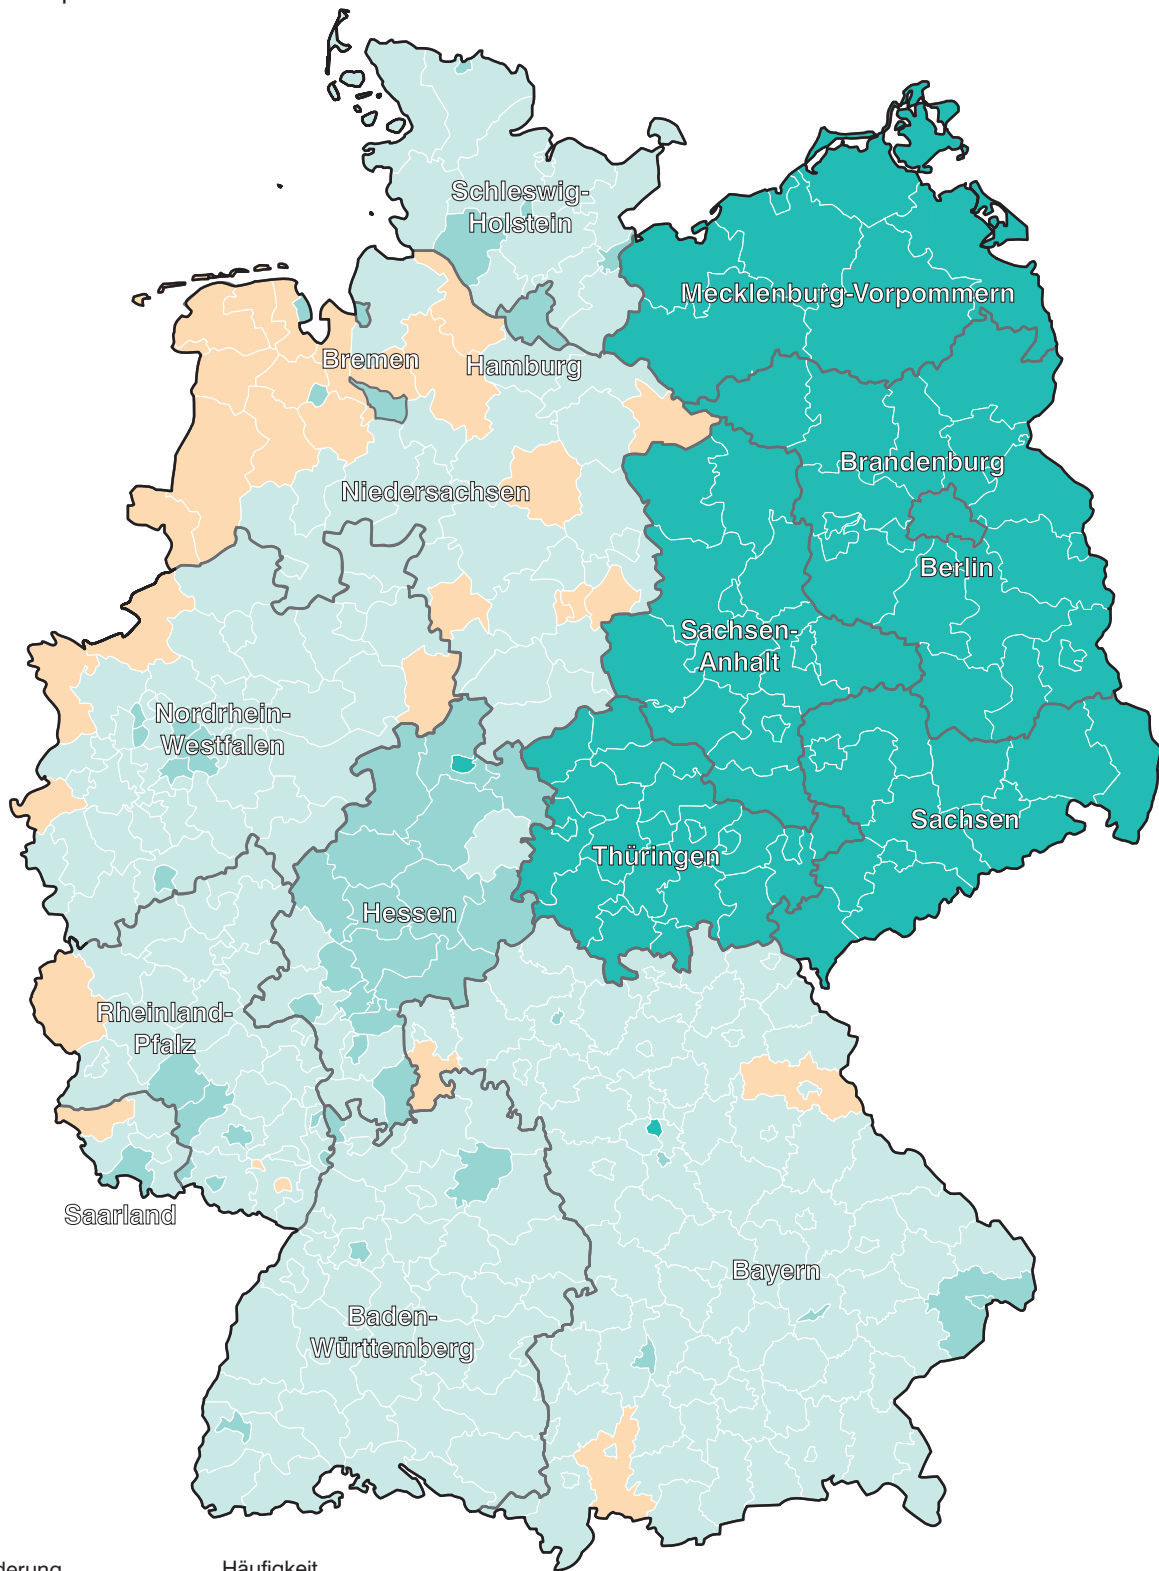 Schleswig-
Holstein
Mecklenburg-Vorpommern
Bremen
Hamburg
Brandenburg
Niedersachsen
Berlin
Sachsen-
Anhalt
Nordrhein-
Westfalen
Sachsen
Thüringen
Hessen
Rheinland-
Pfalz
Saarland
Bayern
Baden-
Württemberg
Häufigkeit